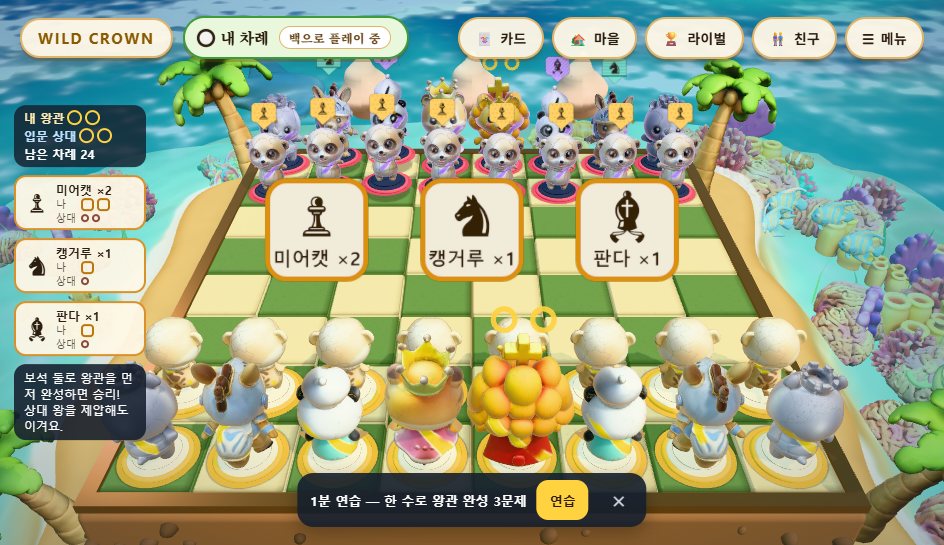 WILD CROWN
내 차례
백으로 플레이 중
카드
마을
라이벌
친구
☰ 메뉴
내 왕관
입문 상대
남은 차례 24
미어캣 ×2
나
상대
캥거루 ×1
나
상대
판다 ×1
나
상대
보석 둘로 왕관을 먼
저 완성하면 승리!
상대 왕을 제압해도
이겨요.
미어캣 ×2
캥거루 ×1
판다 ×1
1분 연습 — 한 수로 왕관 완성 3문제
연습
✕